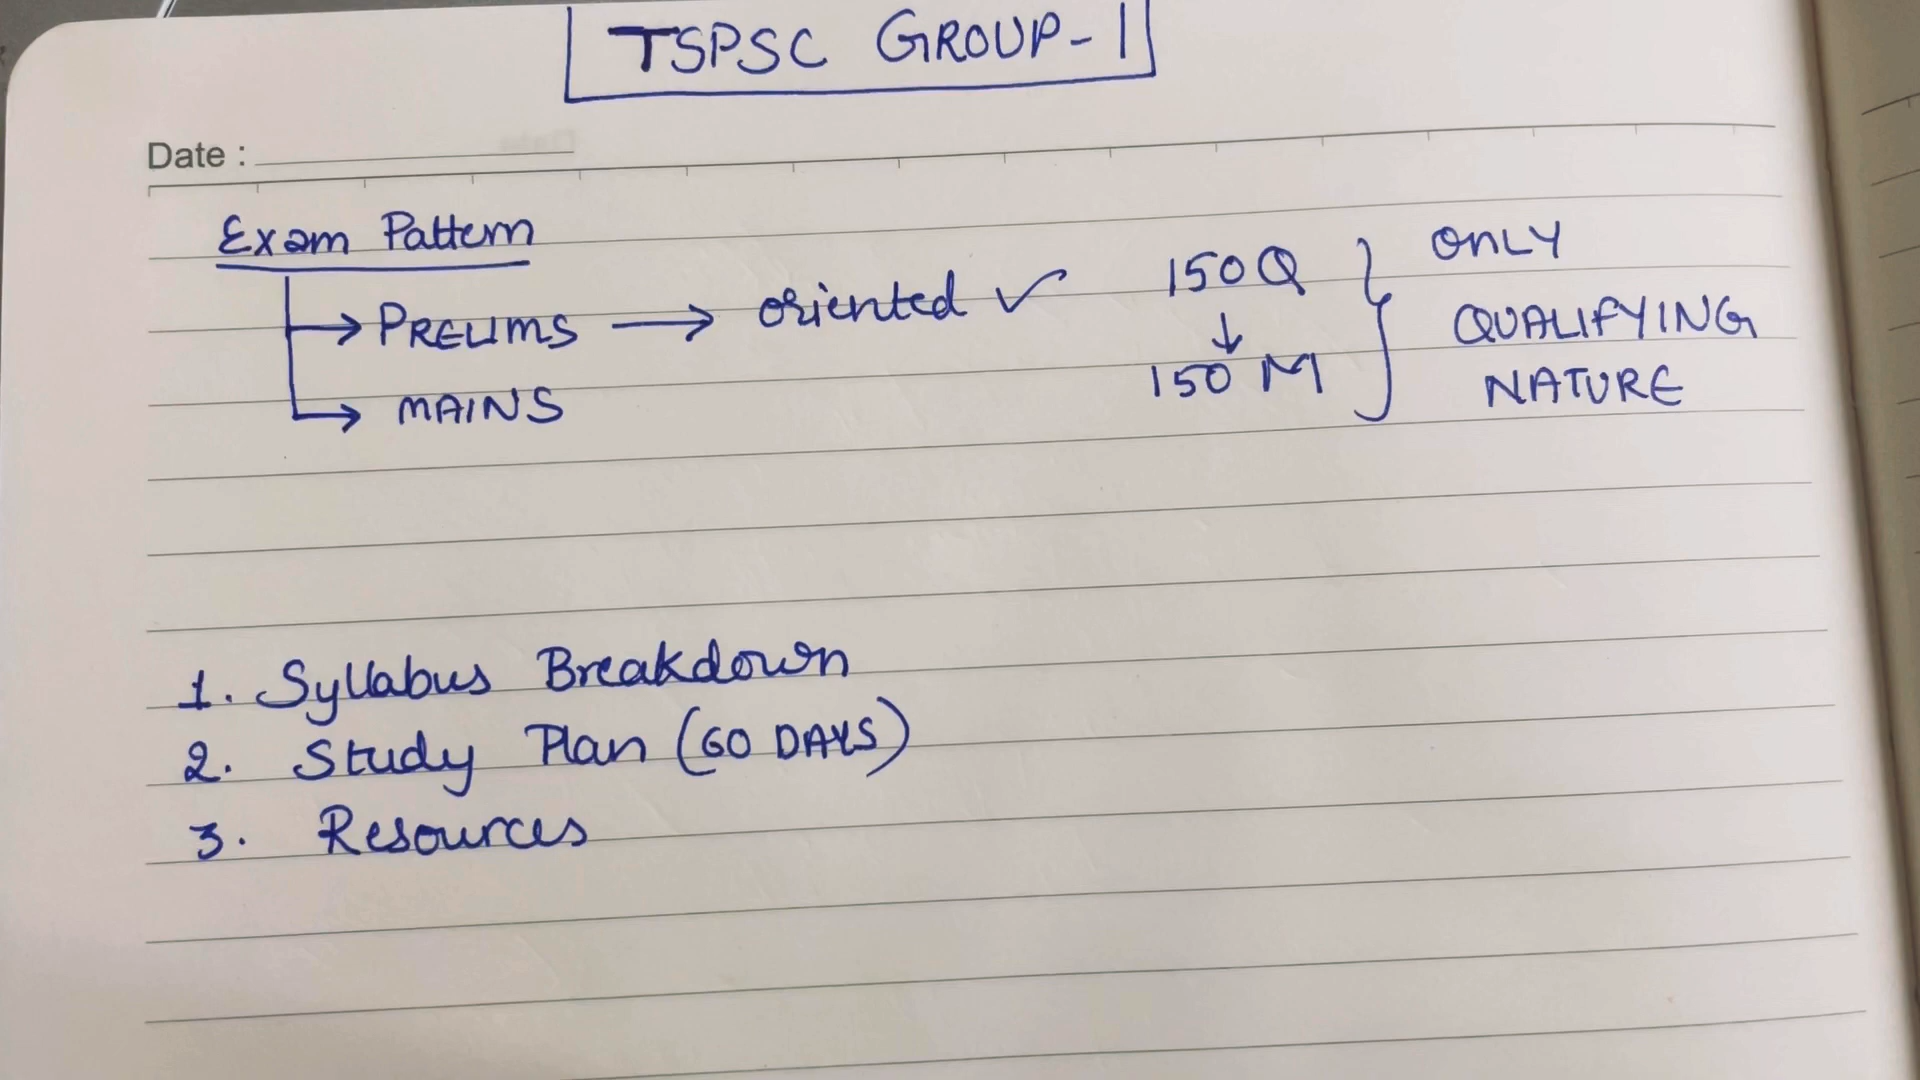 TSPSC GROUP-1
Date :
Exam Pattern
→ PRELIMS → oriented ✓ 150Q } ONLY
↓ QUALIFYING
150 M NATURE
→ MAINS
1. Syllabus Breakdown
2. Study Plan (60 DAYS)
3. Resources